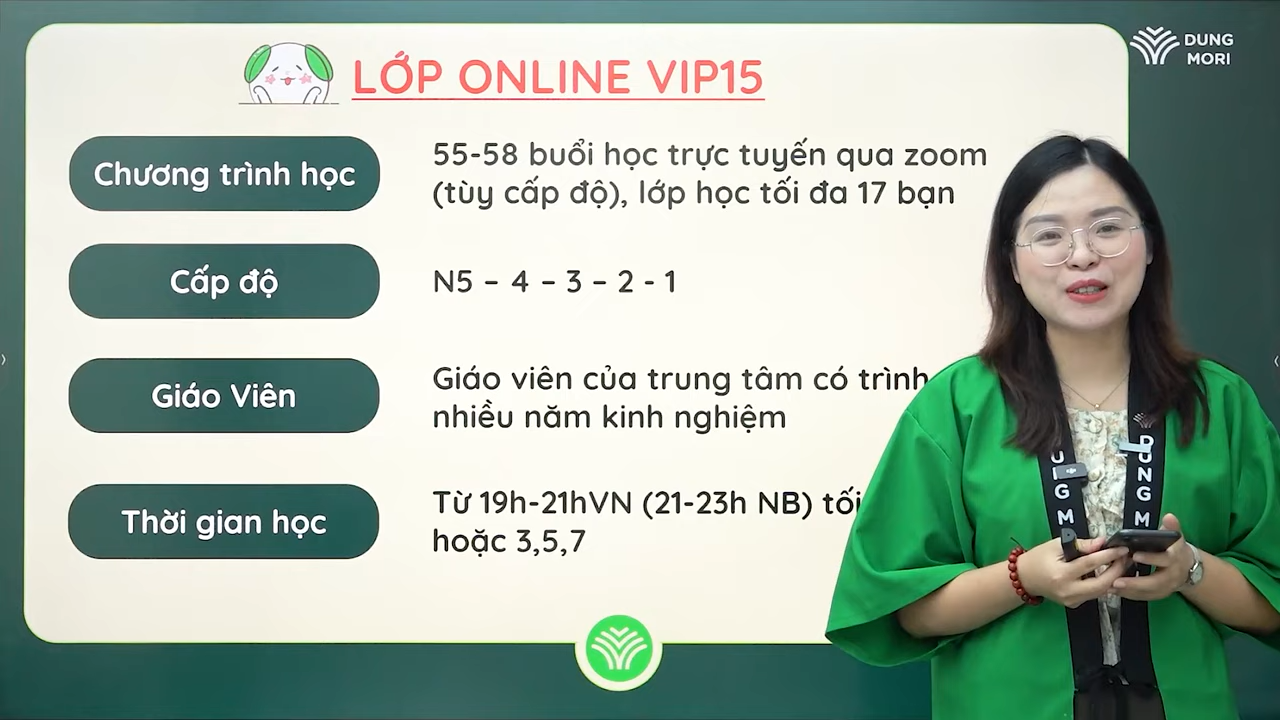 DUNG
MORI
LỚP ONLINE VIP15
Chương trình học
55-58 buổi học trực tuyến qua zoom
(tùy cấp độ), lớp học tối đa 17 bạn
Cấp độ
N5 – 4 – 3 – 2 - 1
Giáo Viên
Giáo viên của trung tâm có trình
nhiều năm kinh nghiệm
Thời gian học
Từ 19h-21hVN (21-23h NB) tối
hoặc 3,5,7
DUNG M